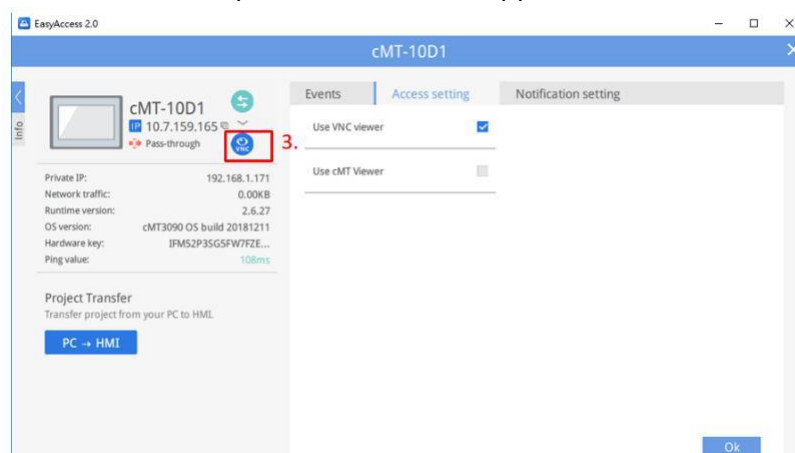 EasyAccess 2.0
cMT-10D1
Info
cMT-10D1
IP 10.7.159.165
Pass-through
VNC
3.
Private IP: 192.168.1.171
Network traffic: 0.00KB
Runtime version: 2.6.27
OS version: cMT3090 OS build 20181211
Hardware key: IFMS2P3SG5FW7FZE...
Ping value: 108ms
Project Transfer
Transfer project from your PC to HMI.
PC → HMI
Events Access setting Notification setting
Use VNC viewer
Use cMT Viewer
Ok